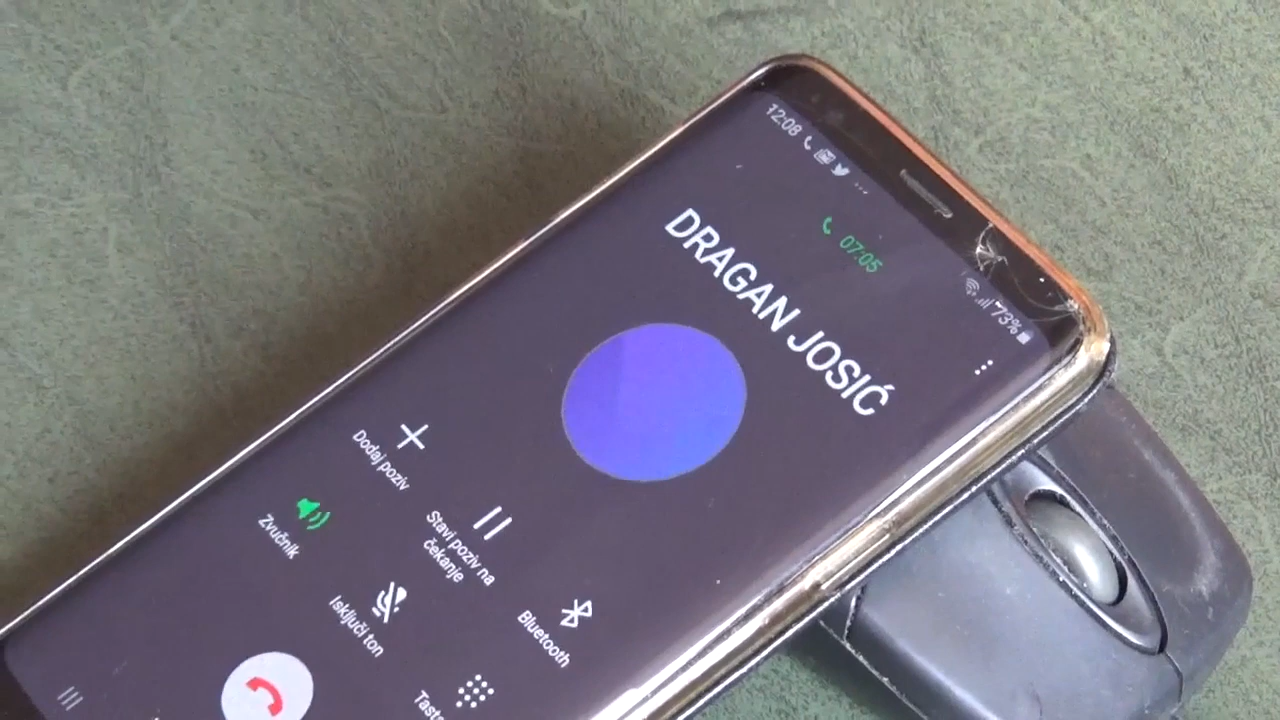 12:08
73%
07:05
DRAGAN JOSIĆ
Dodaj poziv
Stavi poziv na
čekanje
Bluetooth
Zvučnik
Isključi ton